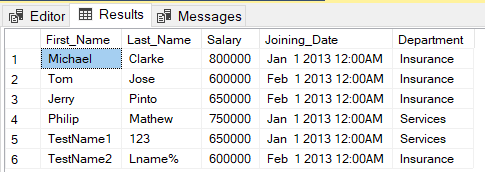 Editor Results Messages
First_Name Last_Name Salary Joining_Date Department
1 Michael Clarke 800000 Jan 1 2013 12:00AM Insurance
2 Tom Jose 600000 Feb 1 2013 12:00AM Insurance
3 Jerry Pinto 650000 Feb 1 2013 12:00AM Insurance
4 Philip Mathew 750000 Jan 1 2013 12:00AM Services
5 TestName1 123 650000 Jan 1 2013 12:00AM Services
6 TestName2 Lname% 600000 Feb 1 2013 12:00AM Insurance